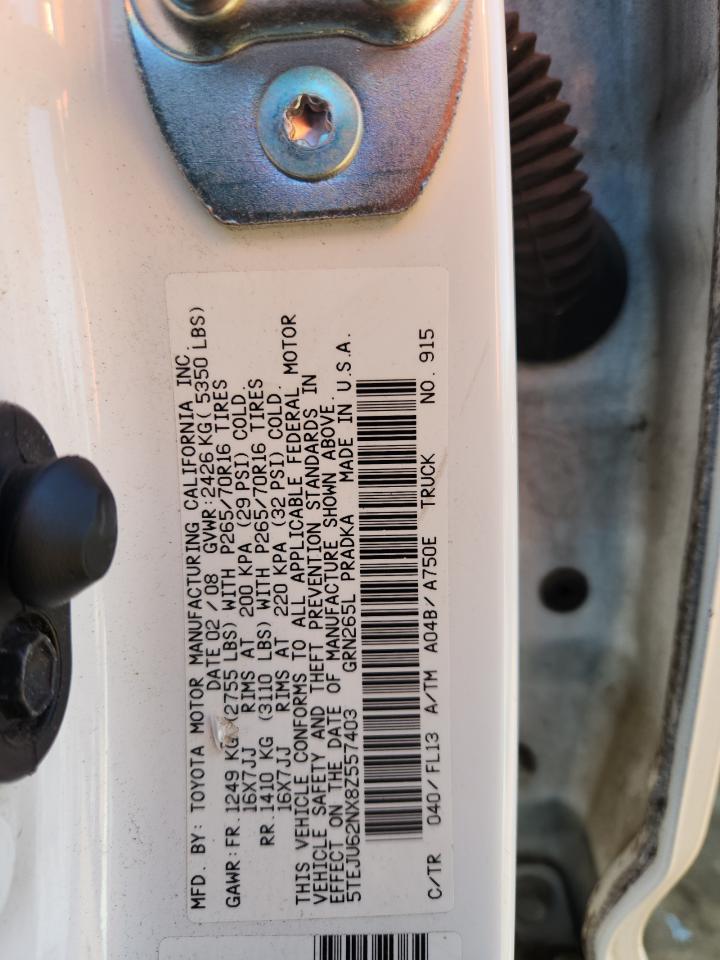 MFD. BY: TOYOTA MOTOR MANUFACTURING CALIFORNIA INC.
DATE 02 / 08 GVWR: 2426 KG ( 5350 LBS)
GAWR: FR. 1249 KG (2755 LBS) WITH P265/70R16 TIRES
16X7JJ RIMS AT 200 KPA (29 PSI) COLD.
RR. 1410 KG (3110 LBS) WITH P265/70R16 TIRES
16X7JJ RIMS AT 220 KPA (32 PSI) COLD.
THIS VEHICLE CONFORMS TO ALL APPLICABLE FEDERAL MOTOR
VEHICLE SAFETY AND THEFT PREVENTION STANDARDS IN
EFFECT ON THE DATE OF MANUFACTURE SHOWN ABOVE.
5TEJU62NX8Z557403 GRN265L PRADKA MADE IN U.S.A.
C/TR 040/FL13 A/TM A04B/A750E TRUCK NO. 915